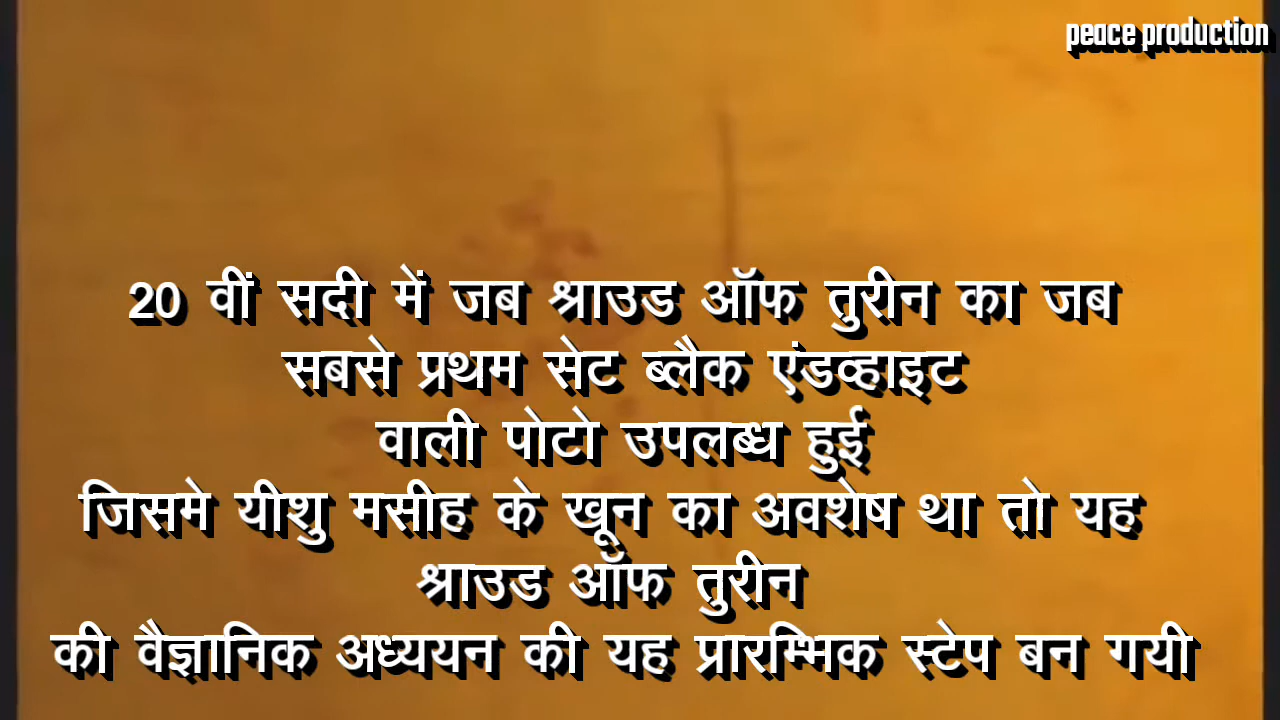 peace production
20 वीं सदी में जब श्राउड ऑफ तुरीन का जब
सबसे प्रथम सेट ब्लैक एंडव्हाइट
वाली पोटो उपलब्ध हुई
जिसमे यीशु मसीह के खून का अवशेष था तो यह
श्राउड ऑफ तुरीन
की वैज्ञानिक अध्ययन की यह प्रारम्भिक स्टेप बन गयी